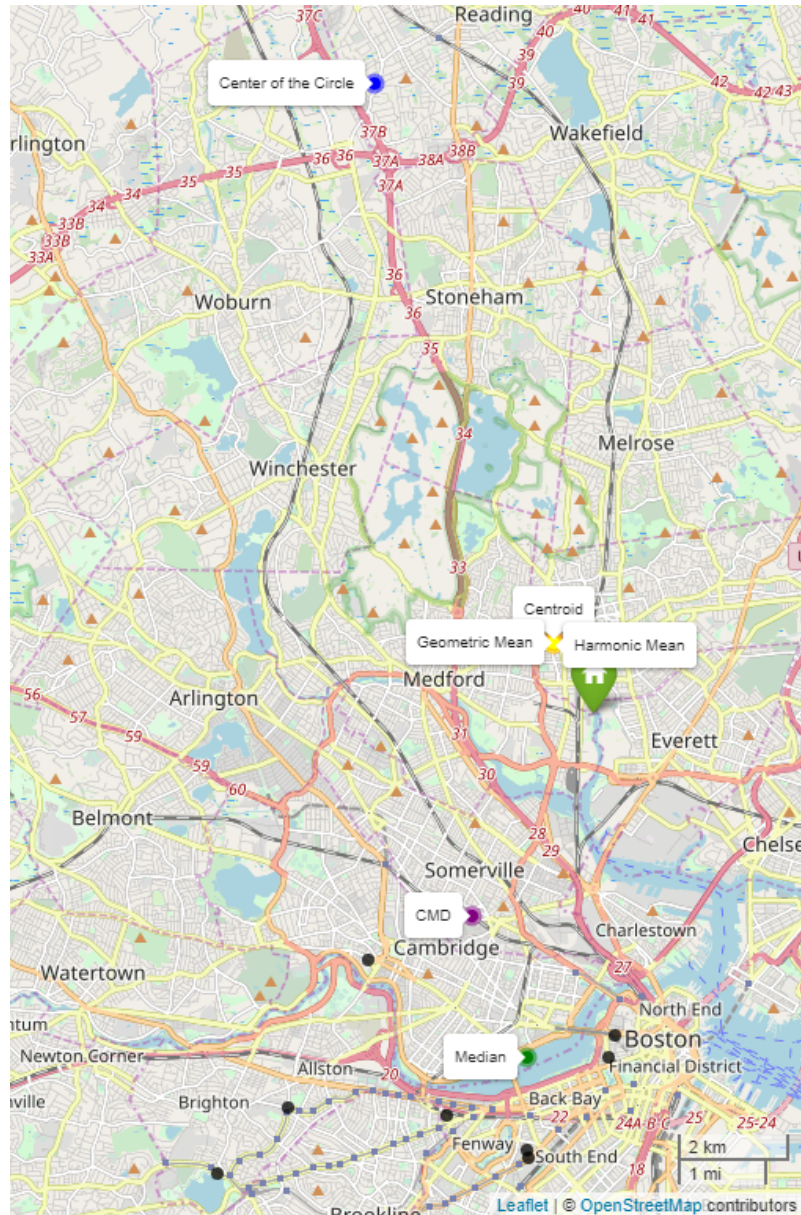 37C
Reading
40
41
41
40
42
42
43
39
Center of the Circle
39
37B
Wakefield
rlington
36
36
37A
38A
38B
35
35
37A
34
34
33B
33B
33A
36
Woburn
Stoneham
36
35
34
Melrose
Winchester
33
Centroid
Geometric Mean
Harmonic Mean
Medford
56
Arlington
57
31
Everett
59
59
30
60
Belmont
28
29
Chelse
Somerville
CMD
Charlestown
Cambridge
27
Watertown
North End
ntum
Boston
Newton Corner
Allston
Median
Financial District
20
nville
Brighton
Back Bay
22
24A-B C
25
25-24
Fenway
South End
18
2 km
1 mi
Brookline
Leaflet | © OpenStreetMap contributors